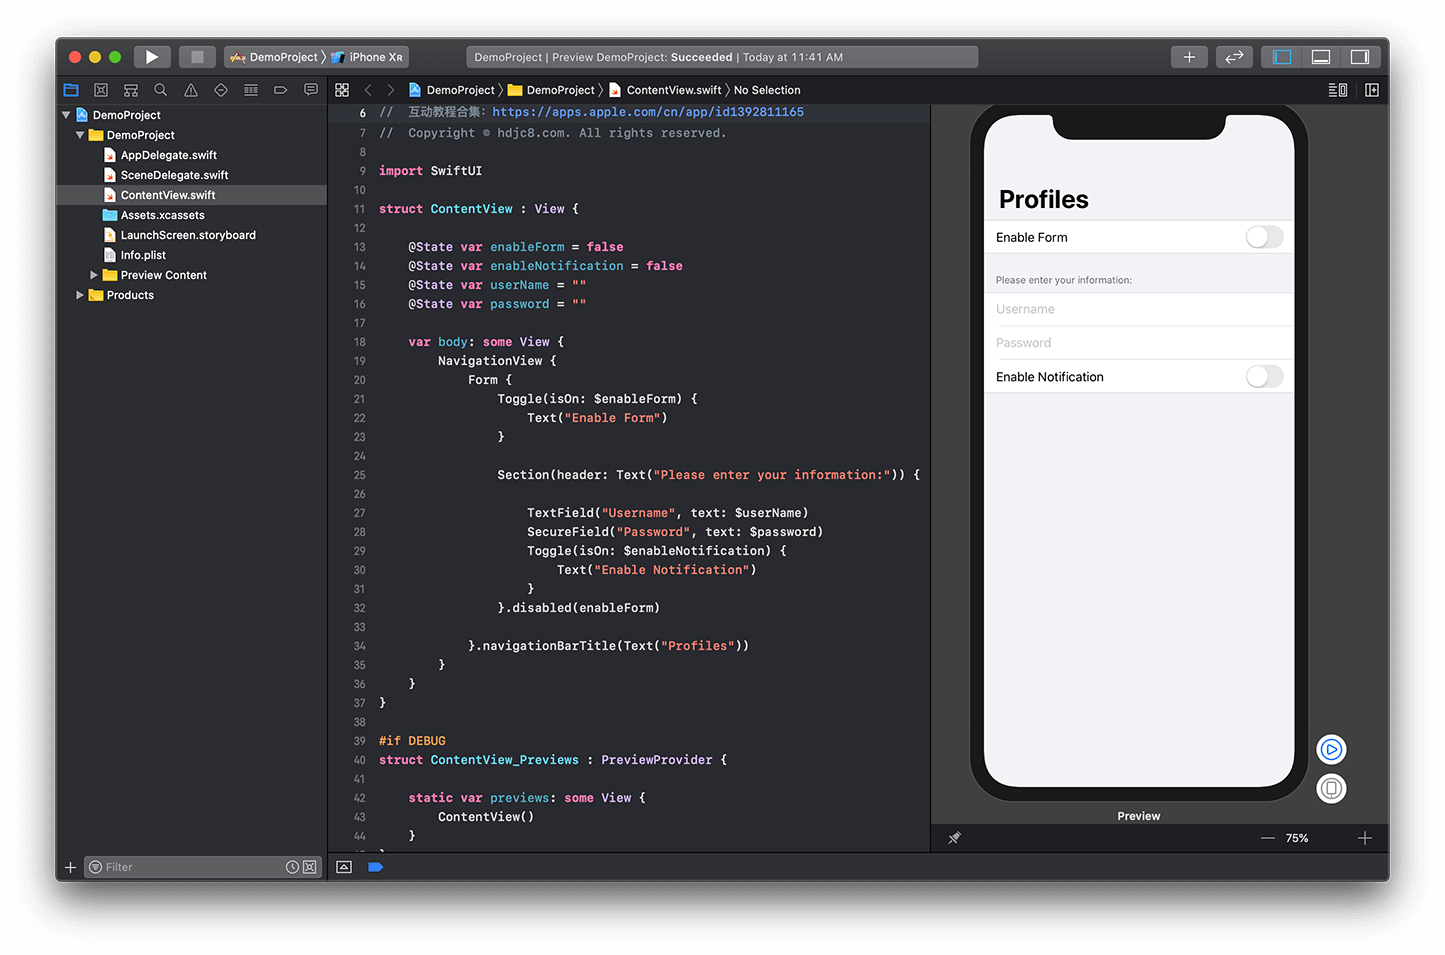 DemoProject iPhone XR
DemoProject | Preview DemoProject: Succeeded | Today at 11:41 AM
DemoProject
DemoProject
AppDelegate.swift
SceneDelegate.swift
ContentView.swift
Assets.xcassets
LaunchScreen.storyboard
Info.plist
Preview Content
Products
Filter
DemoProject DemoProject ContentView.swift No Selection
6 // 互动教程合集：https://apps.apple.com/cn/app/id1392811165
7 // Copyright © hdjc8.com. All rights reserved.
8
9 import SwiftUI
10
11 struct ContentView : View {
12
13 @State var enableForm = false
14 @State var enableNotification = false
15 @State var userName = ""
16 @State var password = ""
17
18 var body: some View {
19 NavigationView {
20 Form {
21 Toggle(isOn: $enableForm) {
22 Text("Enable Form")
23 }
24
25 Section(header: Text("Please enter your information:")) {
26
27 TextField("Username", text: $userName)
28 SecureField("Password", text: $password)
29 Toggle(isOn: $enableNotification) {
30 Text("Enable Notification")
31 }
32 }.disabled(enableForm)
33
34 }.navigationBarTitle(Text("Profiles"))
35 }
36 }
37 }
38
39 #if DEBUG
40 struct ContentView_Previews : PreviewProvider {
41
42 static var previews: some View {
43 ContentView()
44 }
Profiles
Enable Form
Please enter your information:
Username
Password
Enable Notification
Preview
75%